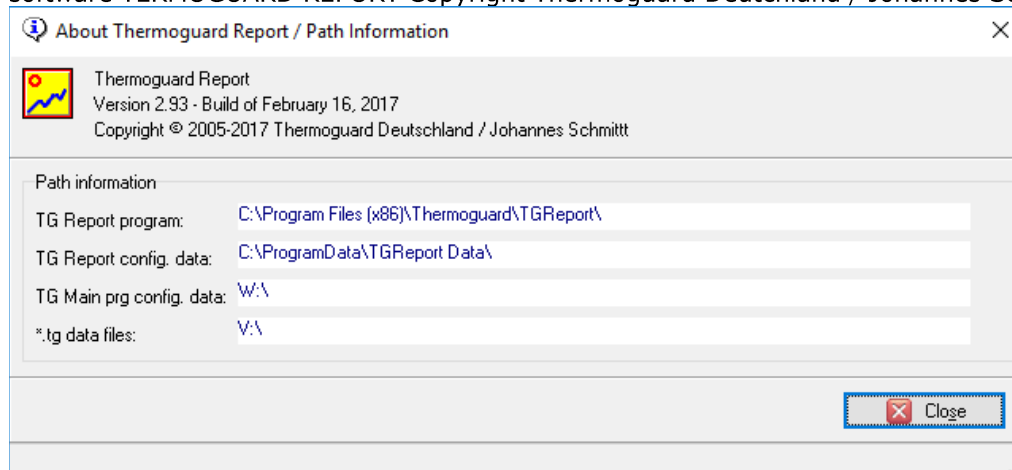 About Thermoguard Report / Path Information
Thermoguard Report
Version 2.93 - Build of February 16, 2017
Copyright © 2005-2017 Thermoguard Deutschland / Johannes Schmittt
Path information
TG Report program: C:\Program Files (x86)\Thermoguard\TGReport\
TG Report config. data: C:\ProgramData\TGReport Data\
TG Main prg config. data: W:\
*.tg data files: V:\
Close